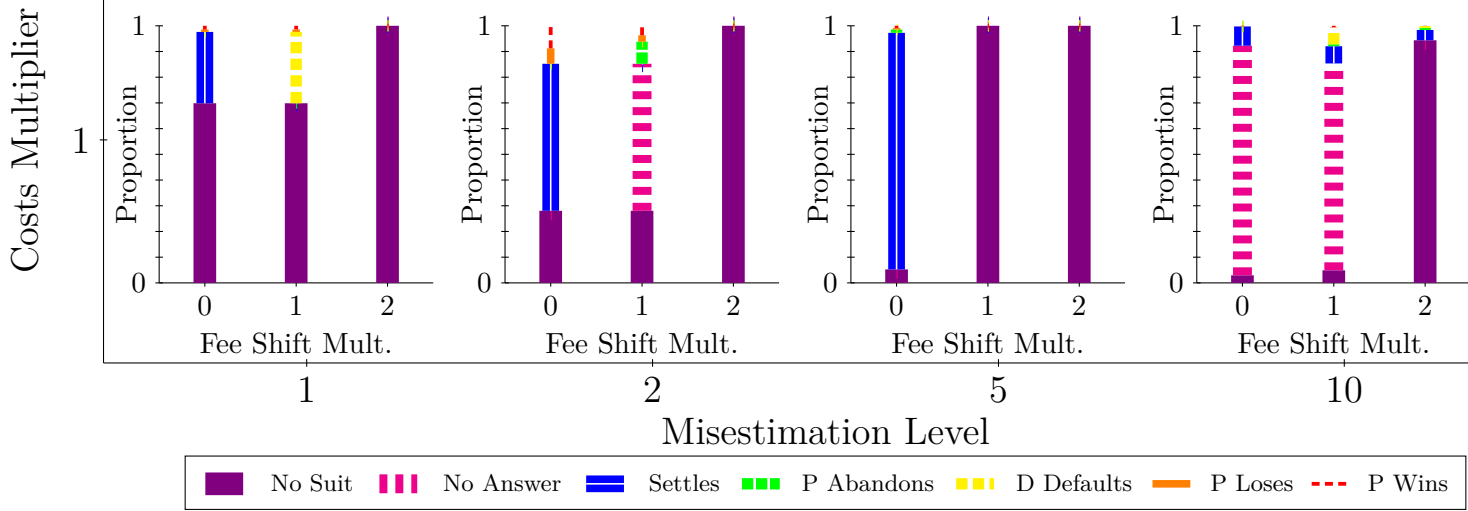 Costs Multiplier
1
Proportion
1
0
0 1 2
Fee Shift Mult.
Proportion
1
0
0 1 2
Fee Shift Mult.
Proportion
1
0
0 1 2
Fee Shift Mult.
Proportion
1
0
0 1 2
Fee Shift Mult.
1 2 5 10
Misestimation Level
No Suit No Answer Settles P Abandons D Defaults P Loses P Wins